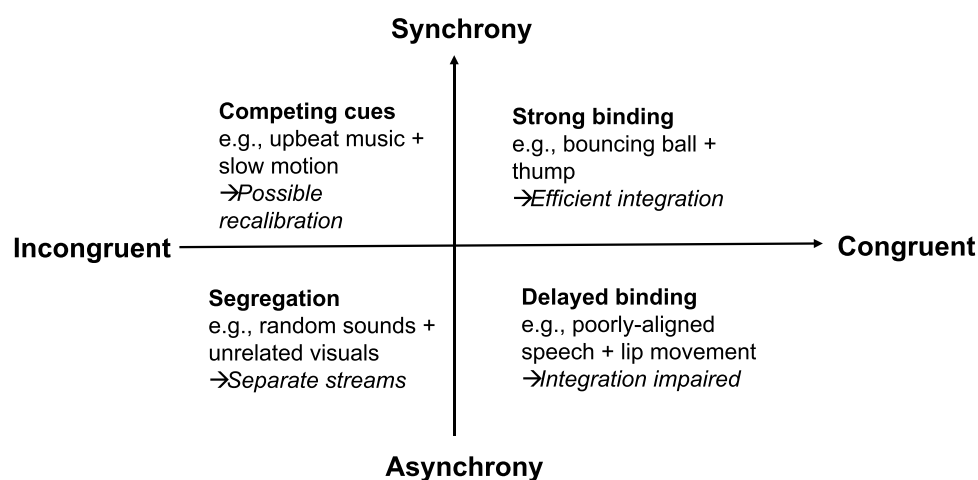 Synchrony
Competing cues
e.g., upbeat music +
slow motion
→Possible
recalibration
Strong binding
e.g., bouncing ball +
thump
→Efficient integration
Incongruent
Congruent
Segregation
e.g., random sounds +
unrelated visuals
→Separate streams
Delayed binding
e.g., poorly-aligned
speech + lip movement
→Integration impaired
Asynchrony